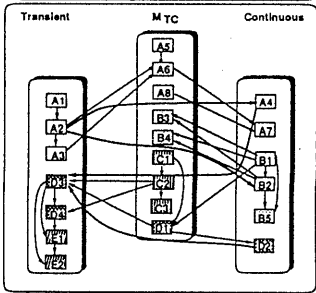 Transient
M TC
Continuous
A5
A6
A1
A8
A4
A2
B3
A7
A3
B4
B1
C1
D3
C2
B2
D4
C3
B5
E1
D1
D2
E2